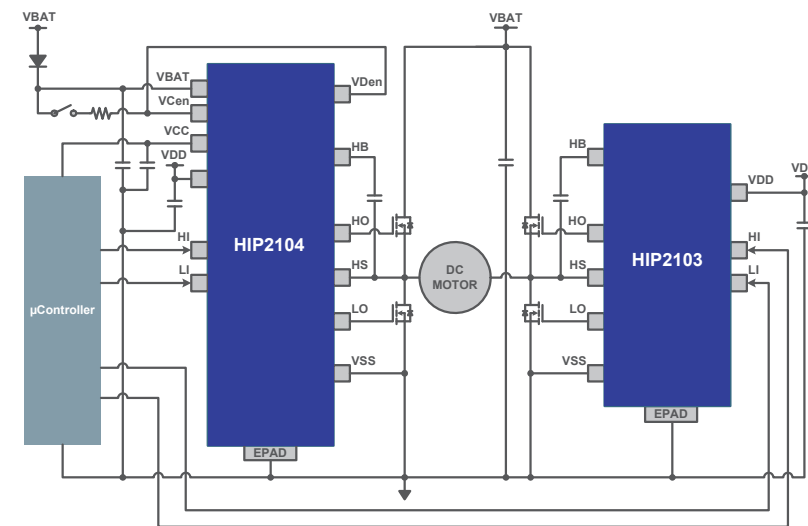 VBAT
VBAT
VBAT
VCen
VCC
VDD
HI
LI
HIP2104
VDen
HB
HO
HS
LO
VSS
EPAD
µController
DC
MOTOR
HB
HO
HS
LO
VSS
HIP2103
VDD
HI
LI
EPAD
VD